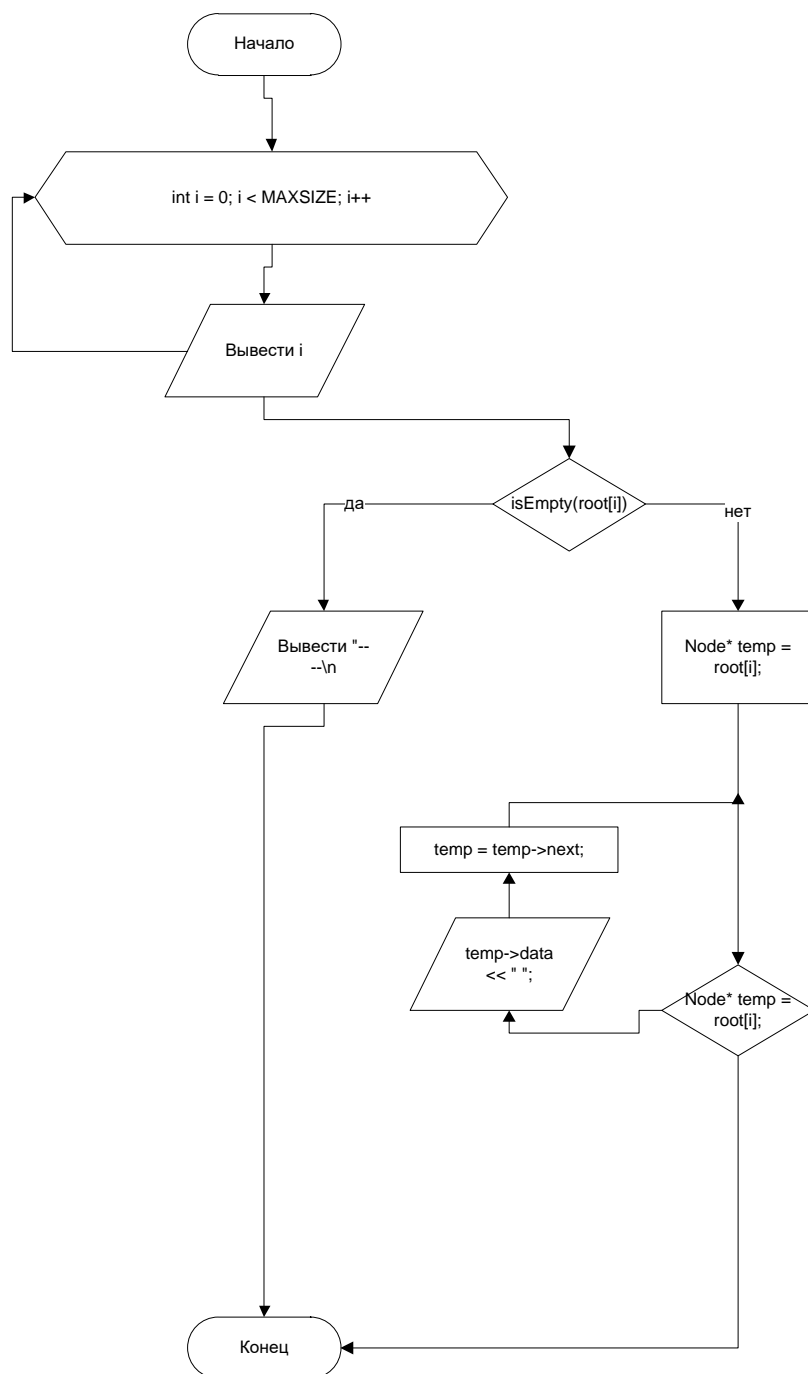 Начало
int i = 0; i < MAXSIZE; i++
Вывести i
isEmpty(root[i])
да
нет
Вывести "--
--\n
Node* temp =
root[i];
temp = temp->next;
temp->data
<< " ";
Node* temp =
root[i];
Конец